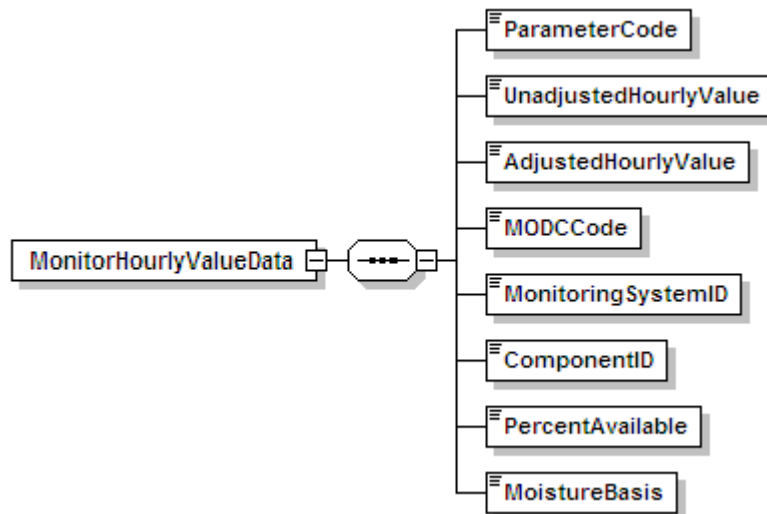 ParameterCode
UnadjustedHourlyValue
AdjustedHourlyValue
MODCCode
MonitorHourlyValueData
MonitoringSystemID
ComponentID
PercentAvailable
MoistureBasis